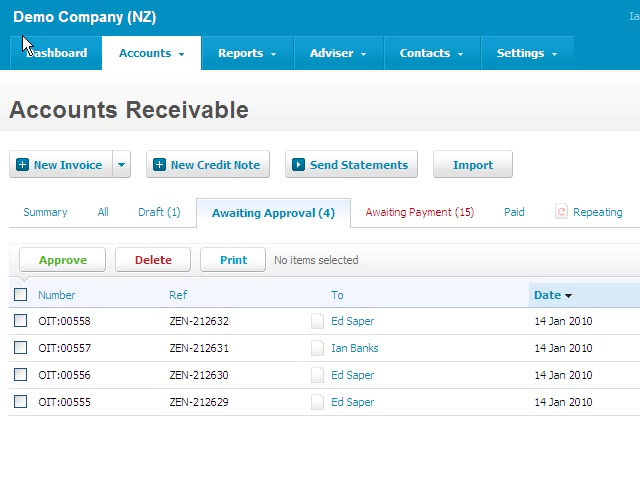 Demo Company (NZ)
Ia
Dashboard Accounts Reports Adviser Contacts Settings
Accounts Receivable
New Invoice New Credit Note Send Statements Import
Summary All Draft (1) Awaiting Approval (4) Awaiting Payment (15) Paid Repeating
Approve Delete Print No items selected
Number Ref To Date
OIT:00558 ZEN-212632 Ed Saper 14 Jan 2010
OIT:00557 ZEN-212631 Ian Banks 14 Jan 2010
OIT:00556 ZEN-212630 Ed Saper 14 Jan 2010
OIT:00555 ZEN-212629 Ed Saper 14 Jan 2010